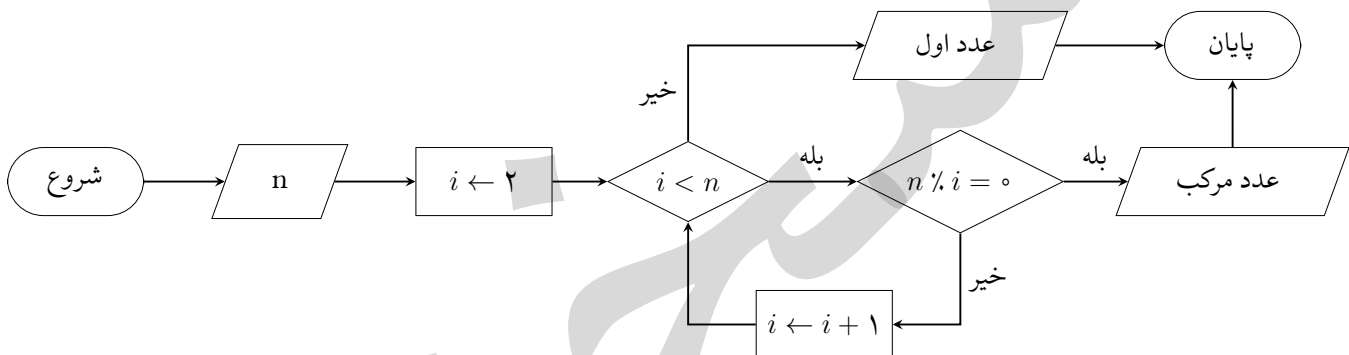 عدد اول
پایان
خیر
شروع
n
i ← ۲
i < n
بله
n ٪ i = ۰
بله
عدد مرکب
خیر
i ← i + ۱